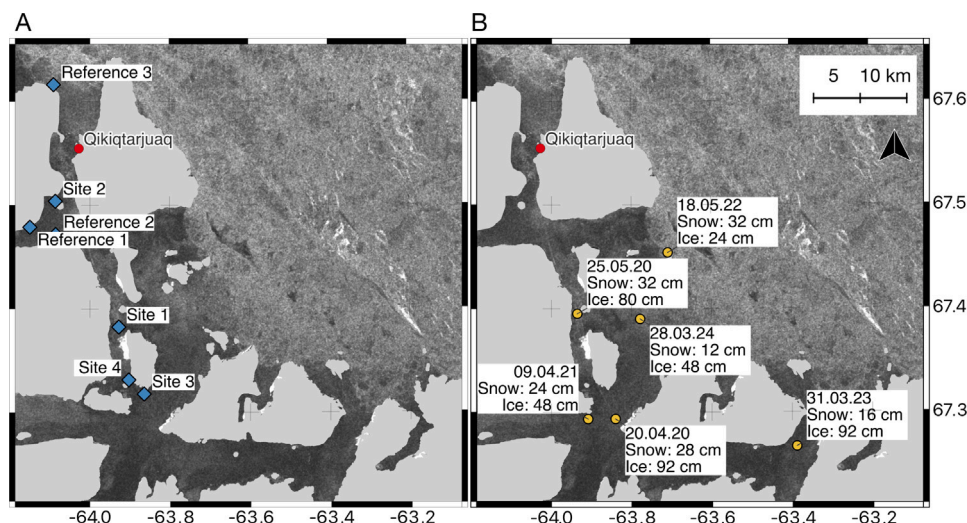 A
Reference 3
Qikiqtarjuaq
Site 2
Reference 2
Reference 1
Site 1
Site 4
Site 3
-64.0
-63.8
-63.6
-63.4
-63.2
B
5 10 km
67.6
Qikiqtarjuaq
67.5
18.05.22
Snow: 32 cm
Ice: 24 cm
25.05.20
Snow: 32 cm
Ice: 80 cm
67.4
28.03.24
Snow: 12 cm
Ice: 48 cm
09.04.21
Snow: 24 cm
Ice: 48 cm
31.03.23
Snow: 16 cm
Ice: 92 cm
67.3
20.04.20
Snow: 28 cm
Ice: 92 cm
-64.0
-63.8
-63.6
-63.4
-63.2